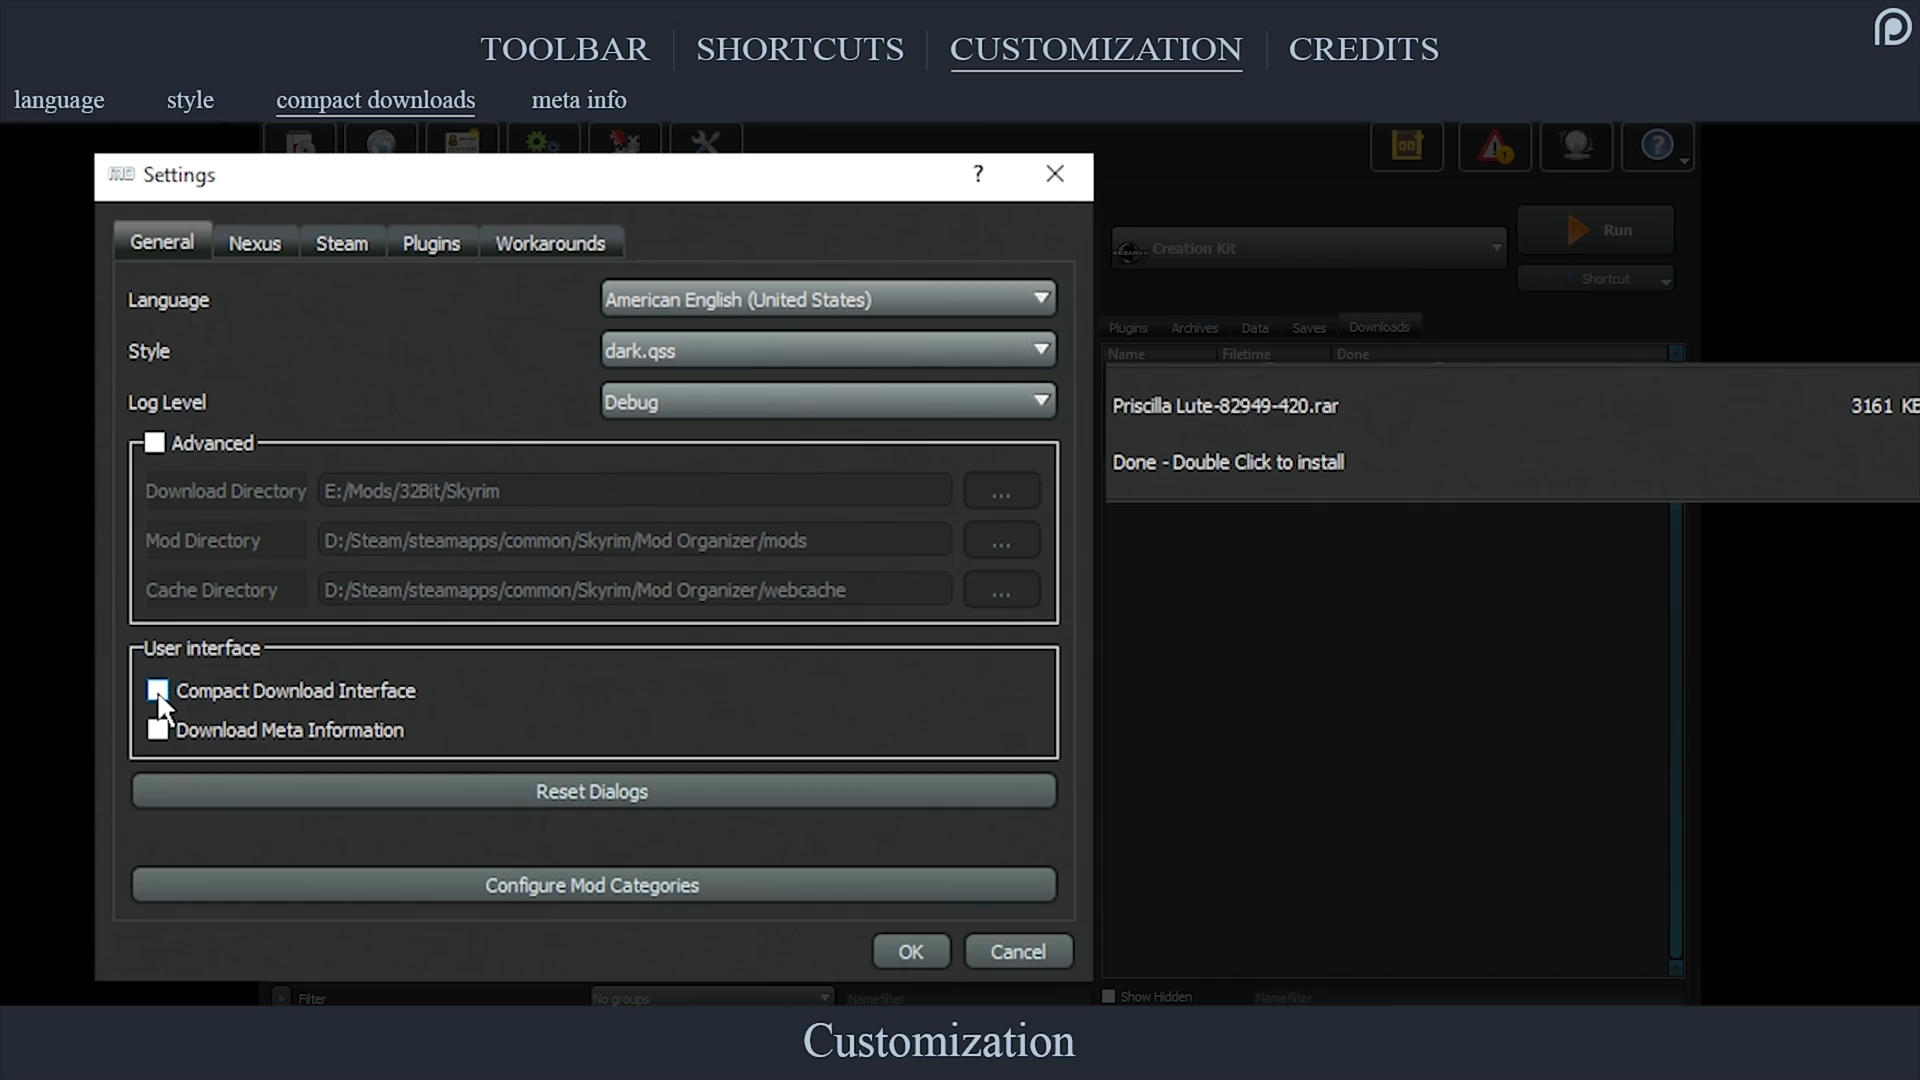 TOOLBAR
SHORTCUTS
CUSTOMIZATION
CREDITS
language
style
compact downloads
meta info
Settings
?
General
Nexus
Steam
Plugins
Workarounds
Language
American English (United States)
Style
dark.qss
Log Level
Debug
Advanced
Download Directory
E:/Mods/32Bit/Skyrim
...
Mod Directory
D:/Steam/steamapps/common/Skyrim/Mod Organizer/mods
...
Cache Directory
D:/Steam/steamapps/common/Skyrim/Mod Organizer/webcache
...
User interface
Compact Download Interface
Download Meta Information
Reset Dialogs
Configure Mod Categories
OK
Cancel
Creation Kit
Run
Shortcut
Plugins
Archives
Data
Saves
Downloads
Name
Filetime
Done
Priscilla Lute-82949-420.rar
3161 KB
Done - Double Click to install
Filter
No groups
Namefilter
Show Hidden
Namefilter
Customization